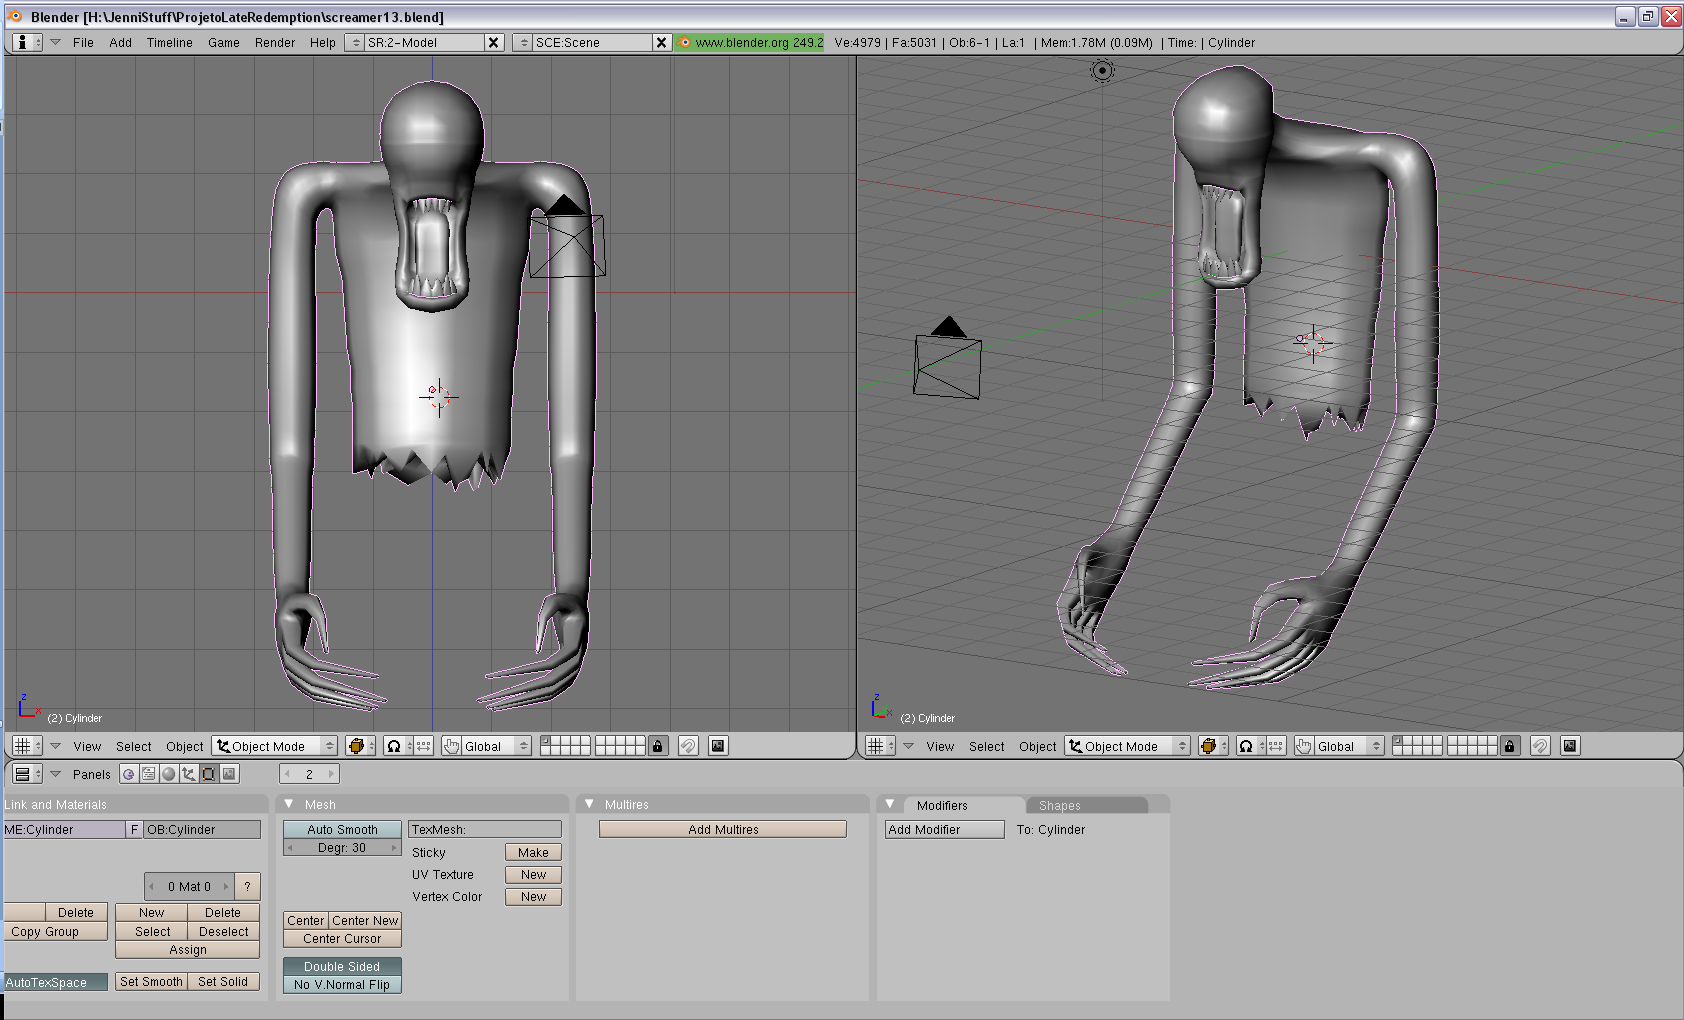 Blender [H:\JenniStuff\ProjetoLateRedemption\screamer13.blend]
File Add Timeline Game Render Help SR:2-Model X SCE:Scene X www.blender.org 249.2 Ve:4979 | Fa:5031 | Ob:6-1 | La:1 | Mem:1.78M (0.09M) | Time: | Cylinder
z x (2) Cylinder
z x (2) Cylinder
View Select Object Object Mode Global
View Select Object Object Mode Global
Panels 2
Link and Materials
ME:Cylinder F OB:Cylinder
0 Mat 0 ?
Delete New Delete
Copy Group Select Deselect
Assign
AutoTexSpace Set Smooth Set Solid
Mesh
Auto Smooth TexMesh:
Degr: 30
Sticky Make
UV Texture New
Vertex Color New
Center Center New
Center Cursor
Double Sided
No V.Normal Flip
Multires
Add Multires
Modifiers Shapes
Add Modifier To: Cylinder